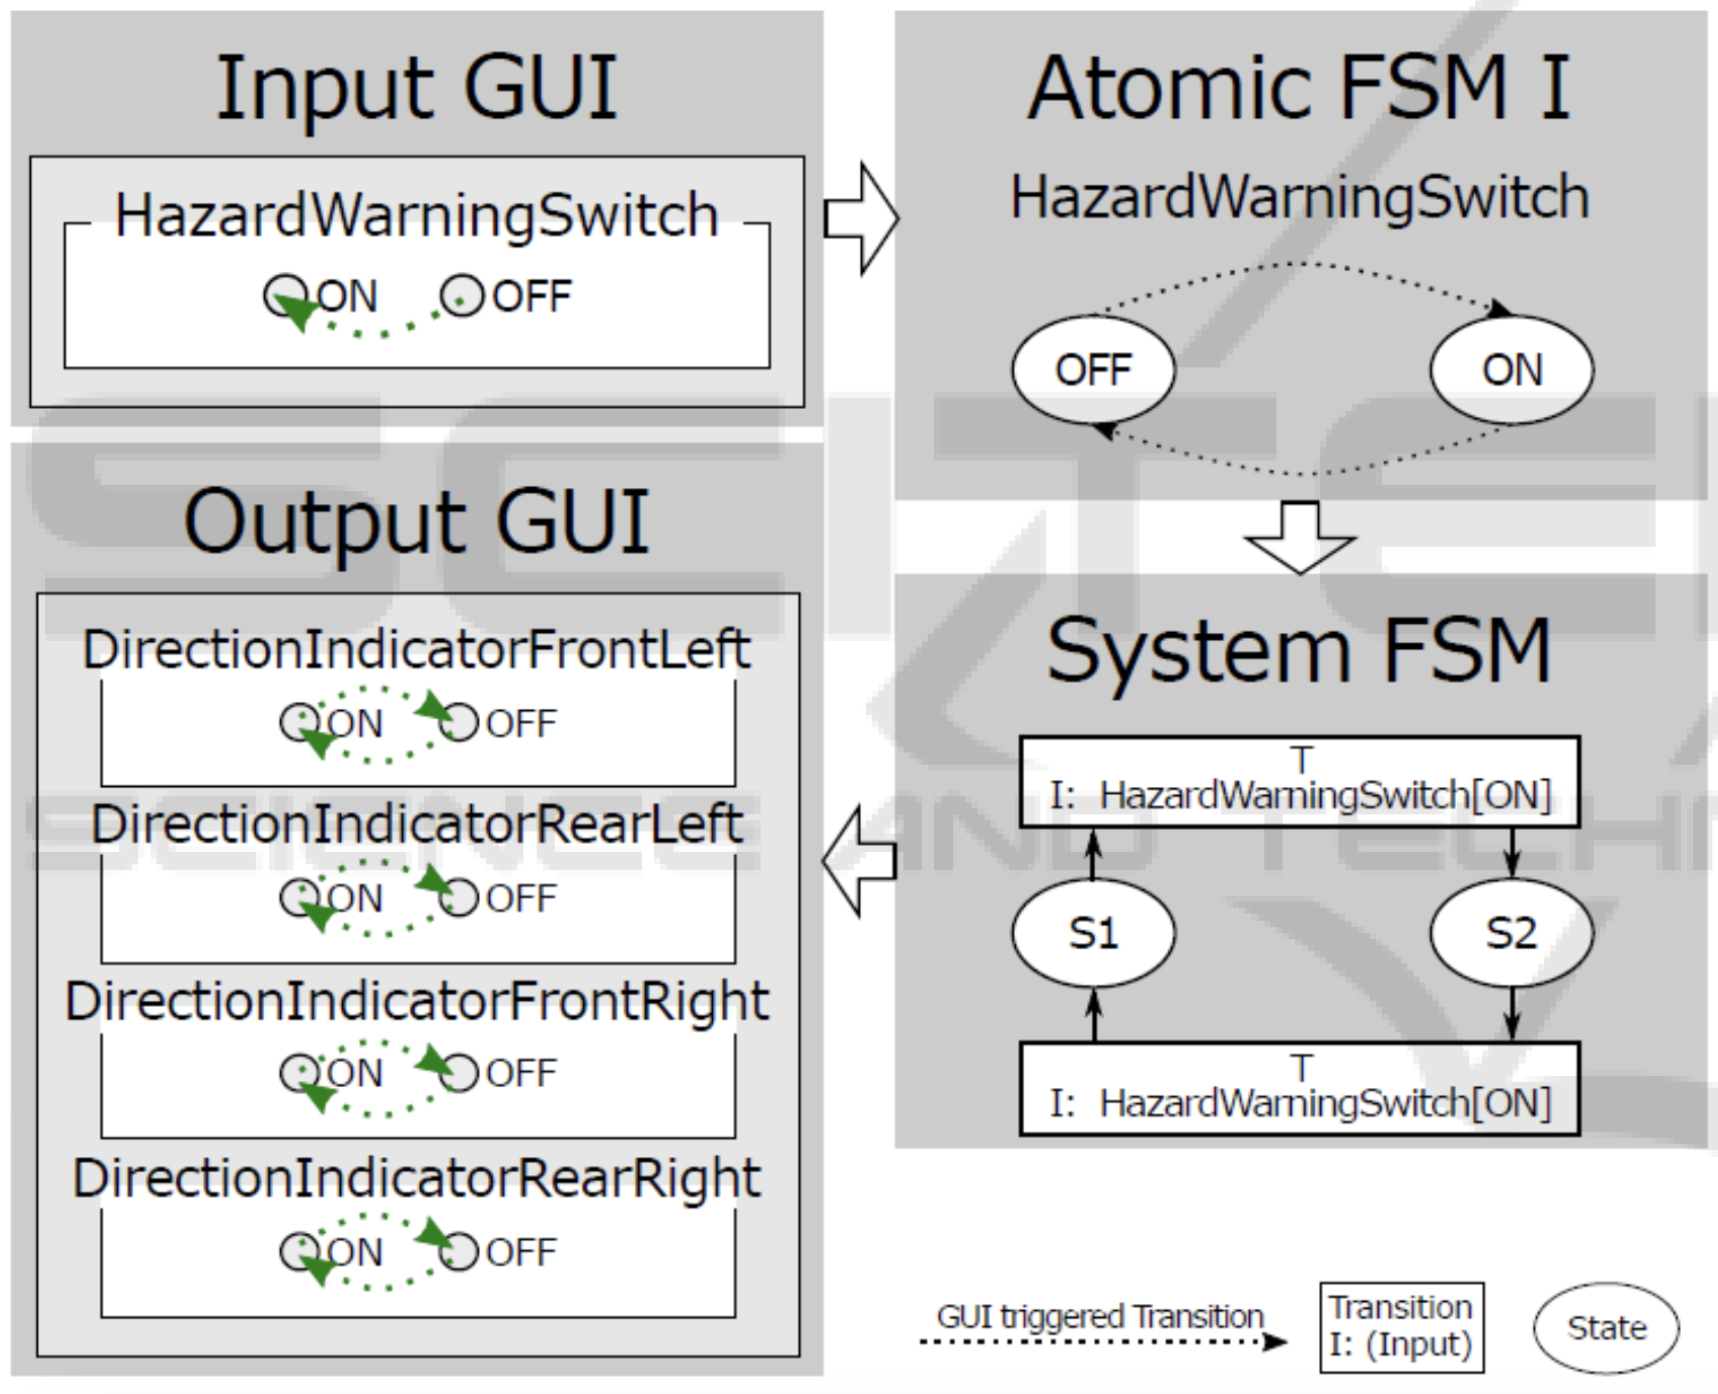 Input GUI
HazardWarningSwitch
ON OFF
Output GUI
DirectionIndicatorFrontLeft
ON OFF
DirectionIndicatorRearLeft
ON OFF
DirectionIndicatorFrontRight
ON OFF
DirectionIndicatorRearRight
ON OFF
Atomic FSM I
HazardWarningSwitch
OFF ON
System FSM
T
I: HazardWarningSwitch[ON]
S1 S2
T
I: HazardWarningSwitch[ON]
GUI triggered Transition
Transition
I: (Input)
State